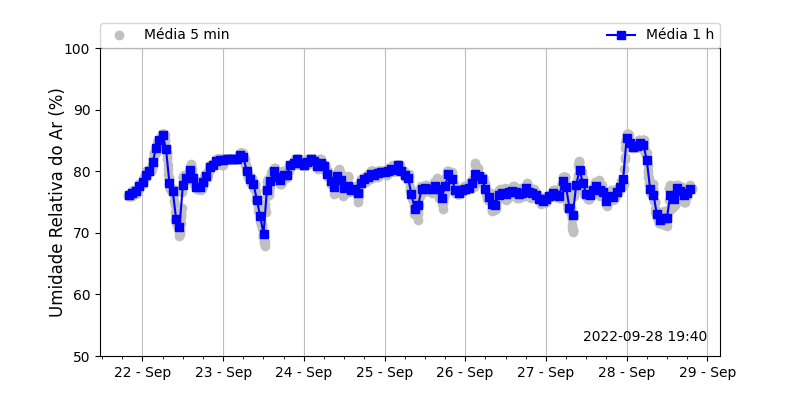 Média 5 min
Média 1 h
Umidade Relativa do Ar (%)
100
90
80
70
60
50
2022-09-28 19:40
22 - Sep
23 - Sep
24 - Sep
25 - Sep
26 - Sep
27 - Sep
28 - Sep
29 - Sep